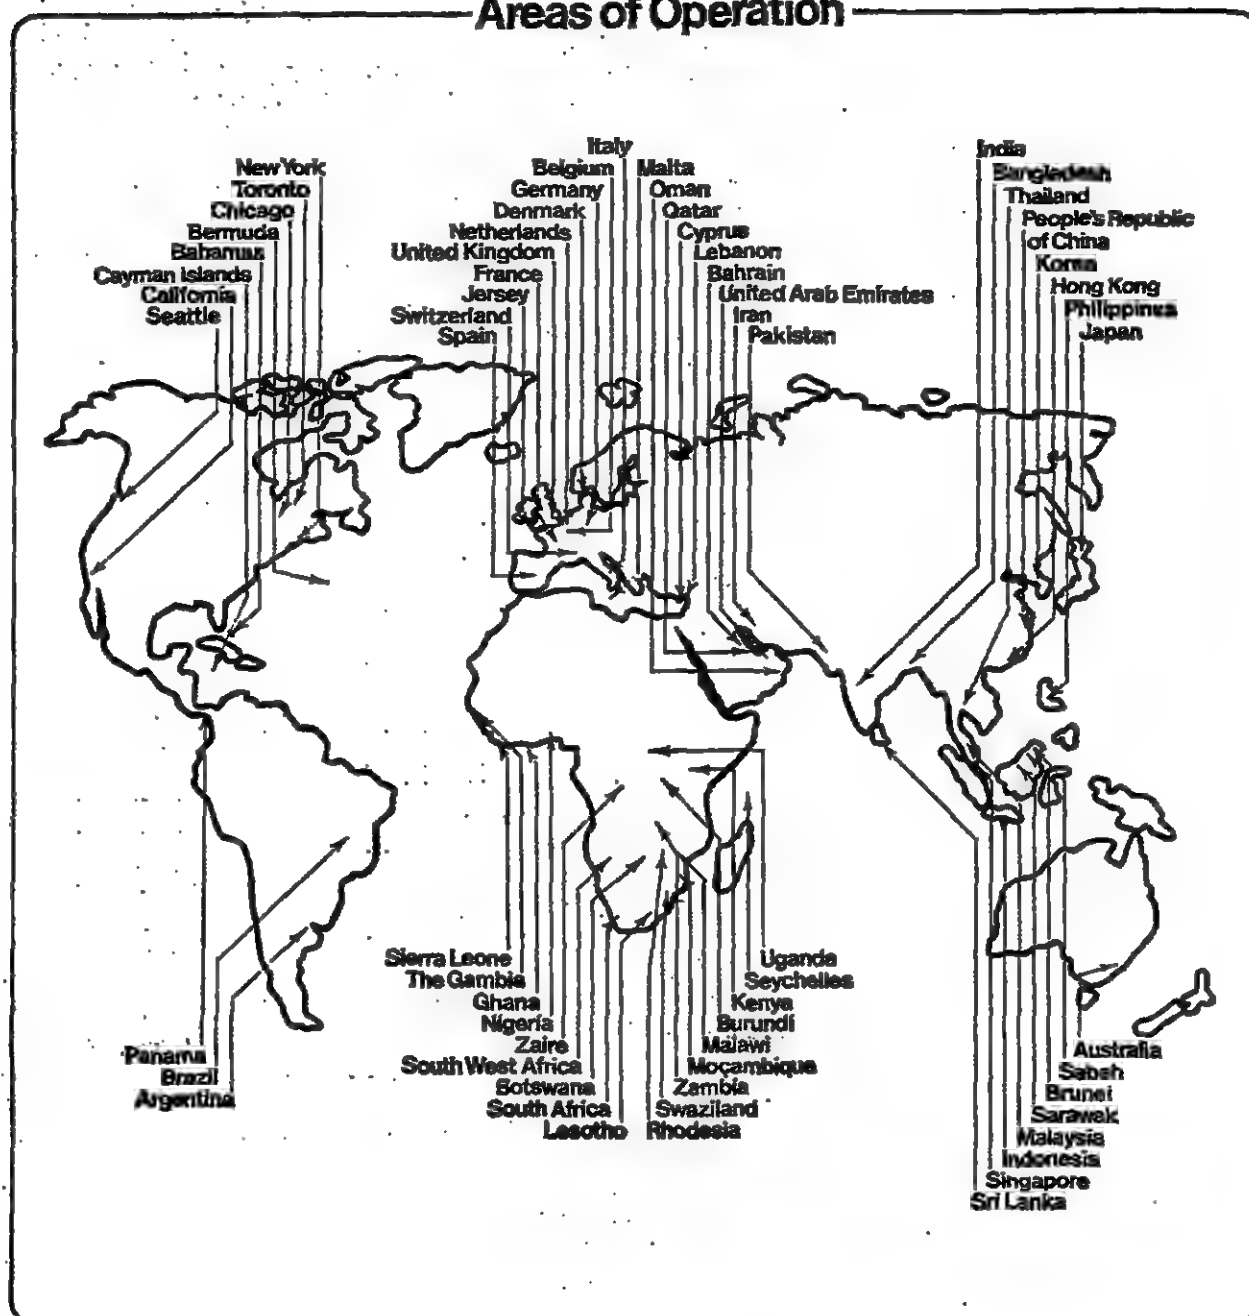 Areas of Operation
New York
Toronto
Chicago
Bermuda
Bahamas
Cayman Islands
California
Seattle
Italy
Belgium
Germany
Denmark
Netherlands
United Kingdom
France
Jersey
Switzerland
Spain
Malta
Oman
Qatar
Cyprus
Lebanon
Bahrain
United Arab Emirates
Iran
Pakistan
India
Bangladesh
Thailand
People's Republic
of China
Korea
Hong Kong
Philippines
Japan
Panama
Brazil
Argentina
Sierra Leone
The Gambia
Ghana
Nigeria
Zaire
South West Africa
Botswana
South Africa
Lesotho
Uganda
Seychelles
Kenya
Burundi
Malawi
Moçambique
Zambia
Swaziland
Rhodesia
Australia
Sabah
Brunei
Sarawak
Malaysia
Indonesia
Singapore
Sri Lanka